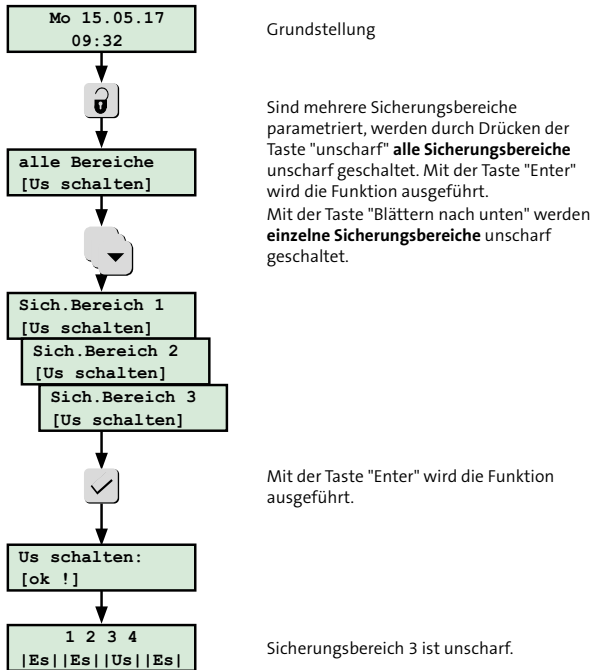 Mo 15.05.17
09:32
Grundstellung
Sind mehrere Sicherungsbereiche
parametriert, werden durch Drücken der
Taste "unscharf" alle Sicherungsbereiche
unscharf geschaltet. Mit der Taste "Enter"
wird die Funktion ausgeführt.
Mit der Taste "Blättern nach unten" werden
einzelne Sicherungsbereiche unscharf
geschaltet.
alle Bereiche
[Us schalten]
Sich.Bereich 1
[Us schalten]
Sich.Bereich 2
[Us schalten]
Sich.Bereich 3
[Us schalten]
Mit der Taste "Enter" wird die Funktion
ausgeführt.
Us schalten:
[ok !]
1 2 3 4
|Es||Es||Us||Es|
Sicherungsbereich 3 ist unscharf.